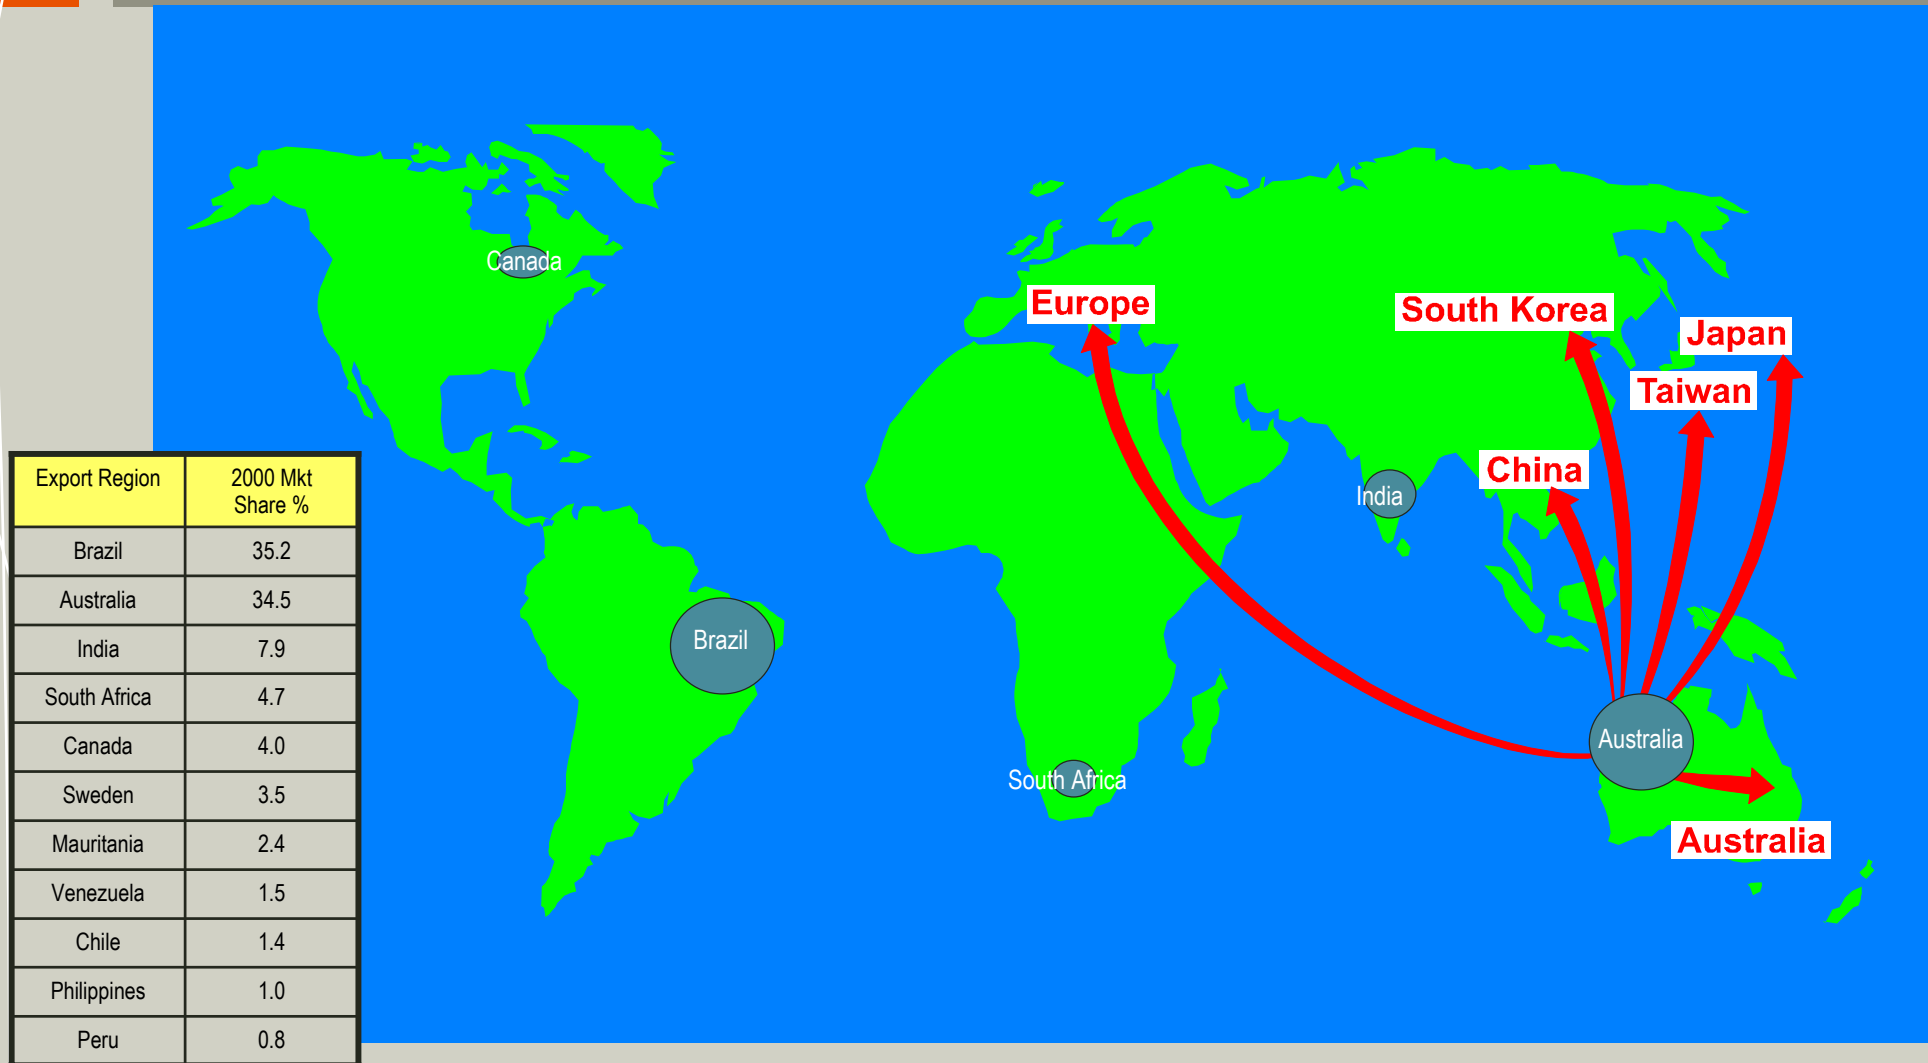 Canada
Europe
South Korea
Japan
Taiwan
China
India
Brazil
Australia
South Africa
Australia
Export Region 2000 Mkt
Share %
Brazil 35.2
Australia 34.5
India 7.9
South Africa 4.7
Canada 4.0
Sweden 3.5
Mauritania 2.4
Venezuela 1.5
Chile 1.4
Philippines 1.0
Peru 0.8